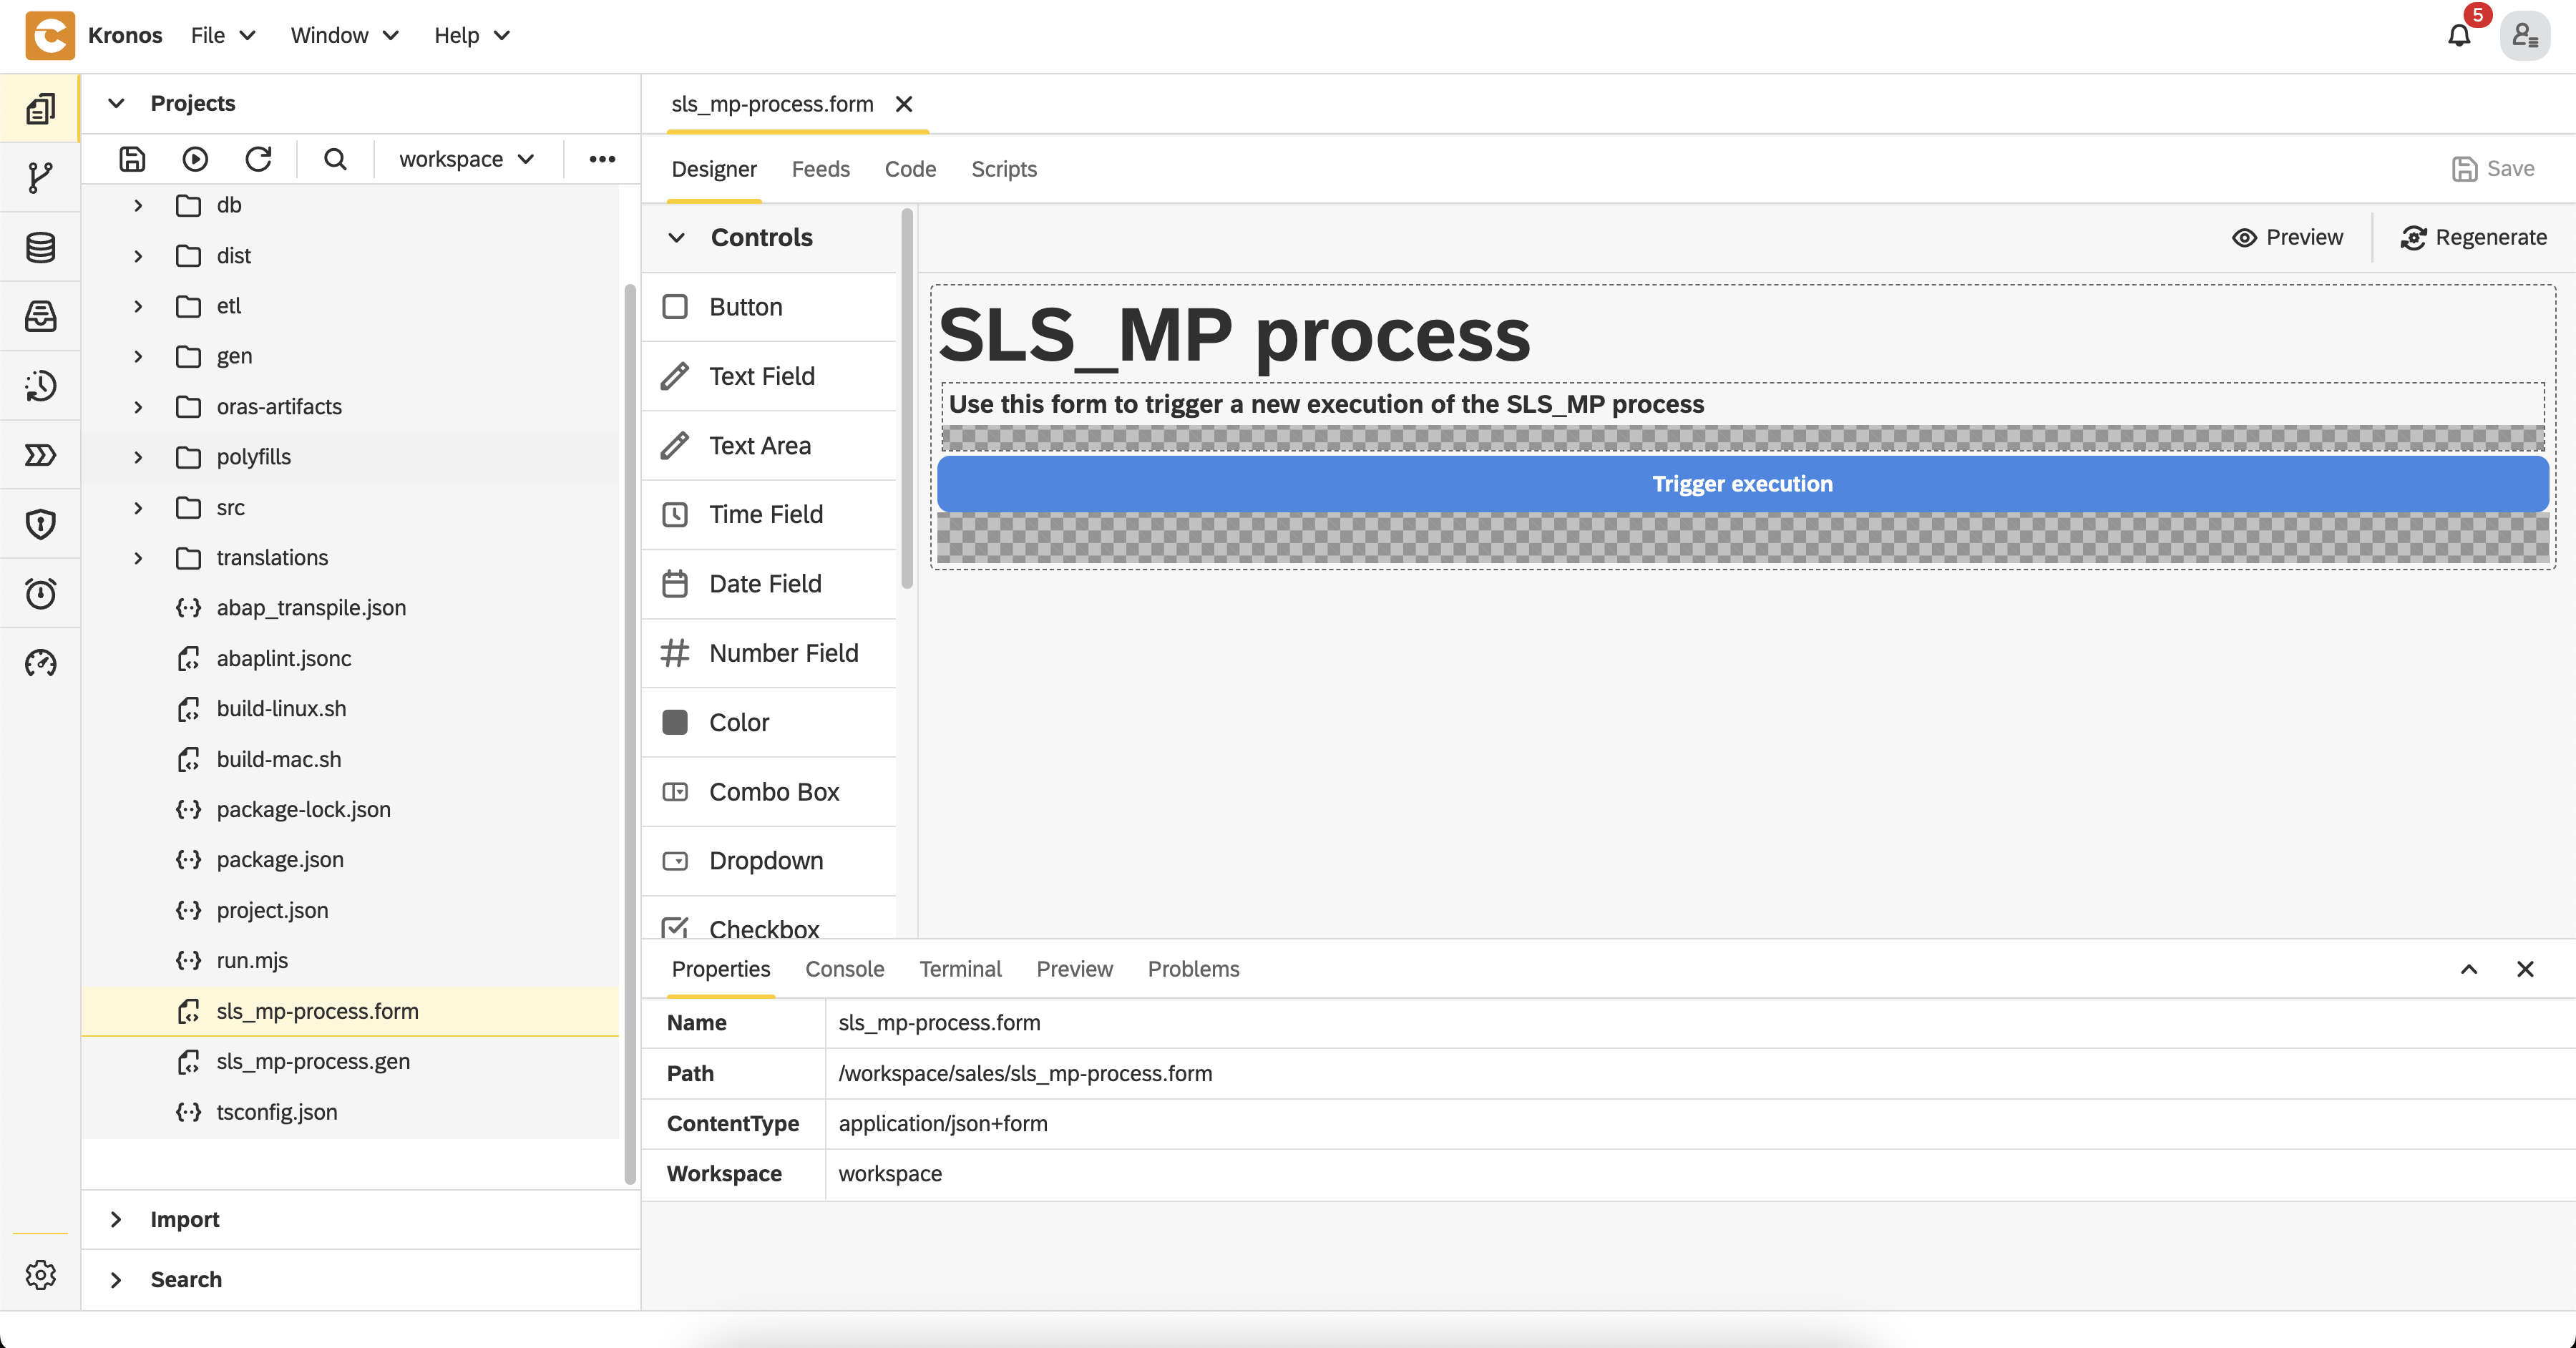 Kronos File Window Help 5
Projects
workspace
db
dist
etl
gen
oras-artifacts
polyfills
src
translations
abap_transpile.json
abaplint.jsonc
build-linux.sh
build-mac.sh
package-lock.json
package.json
project.json
run.mjs
sls_mp-process.form
sls_mp-process.gen
tsconfig.json
Import
Search
sls_mp-process.form
Designer Feeds Code Scripts Save
Controls
Button
Text Field
Text Area
Time Field
Date Field
Number Field
Color
Combo Box
Dropdown
Checkbox
Preview Regenerate
SLS_MP process
Use this form to trigger a new execution of the SLS_MP process
Trigger execution
Properties Console Terminal Preview Problems
Name sls_mp-process.form
Path /workspace/sales/sls_mp-process.form
ContentType application/json+form
Workspace workspace